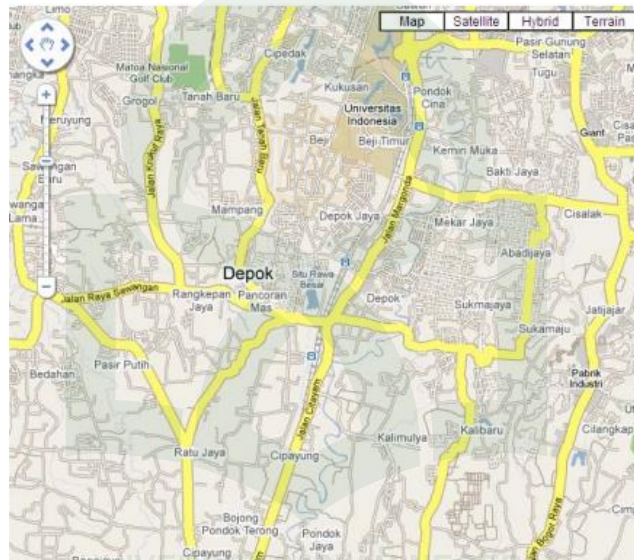 Limo
Map
Satellite
Hybrid
Terrain
Cipedak
Pasir Gunung
Selatan
Matoa Nasional
Golf Club
Kukusan
Pondok
Cina
Tugu
Grogol
Tanah Baru
Universitas
Indonesia
Giant
Meruyung
Jalan Krukut Raya
Jalan Tanah Baru
Beji
Beji Timur
Kemiri Muka
Bakti Jaya
Mampang
Depok Jaya
Jalan Margonda
Mekar Jaya
Cisalak
Abadijaya
Depok
Situ Rawa
Besar
Jalan Raya Sawangan
Rangkepan
Jaya
Pancoran
Mas
Depok
Sukmajaya
Jatijajar
Sukamaju
Pasir Putih
Bedahan
Pabrik
Industri
Jalan Citayam
Kalimulya
Kalibaru
Cilangkap
Ratu Jaya
Cipayung
Bojong
Pondok Terong
Pondok
Jaya
Bogor Raya
Cipayung